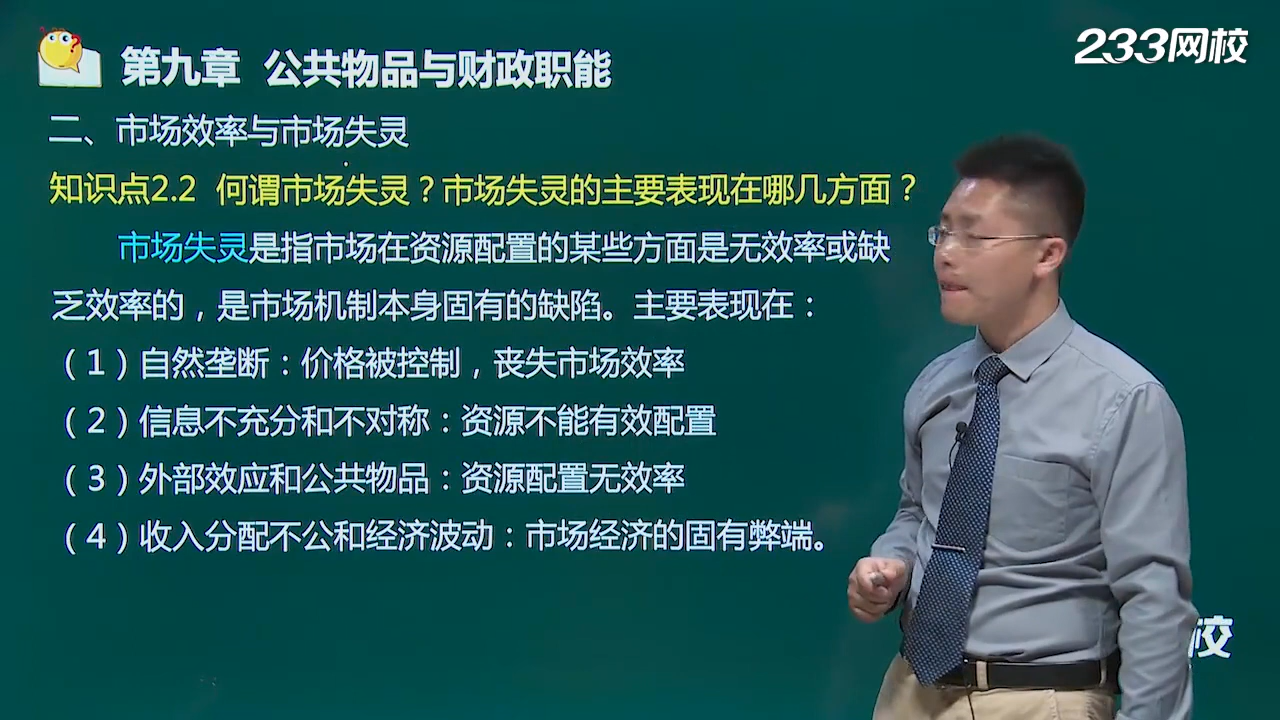 233网校
第九章 公共物品与财政职能
二、市场效率与市场失灵
知识点2.2 何谓市场失灵？市场失灵的主要表现在哪几方面？
市场失灵是指市场在资源配置的某些方面是无效率或缺
乏效率的，是市场机制本身固有的缺陷。主要表现在：
（1）自然垄断：价格被控制，丧失市场效率
（2）信息不充分和不对称：资源不能有效配置
（3）外部效应和公共物品：资源配置无效率
（4）收入分配不公和经济波动：市场经济的固有弊端。
校